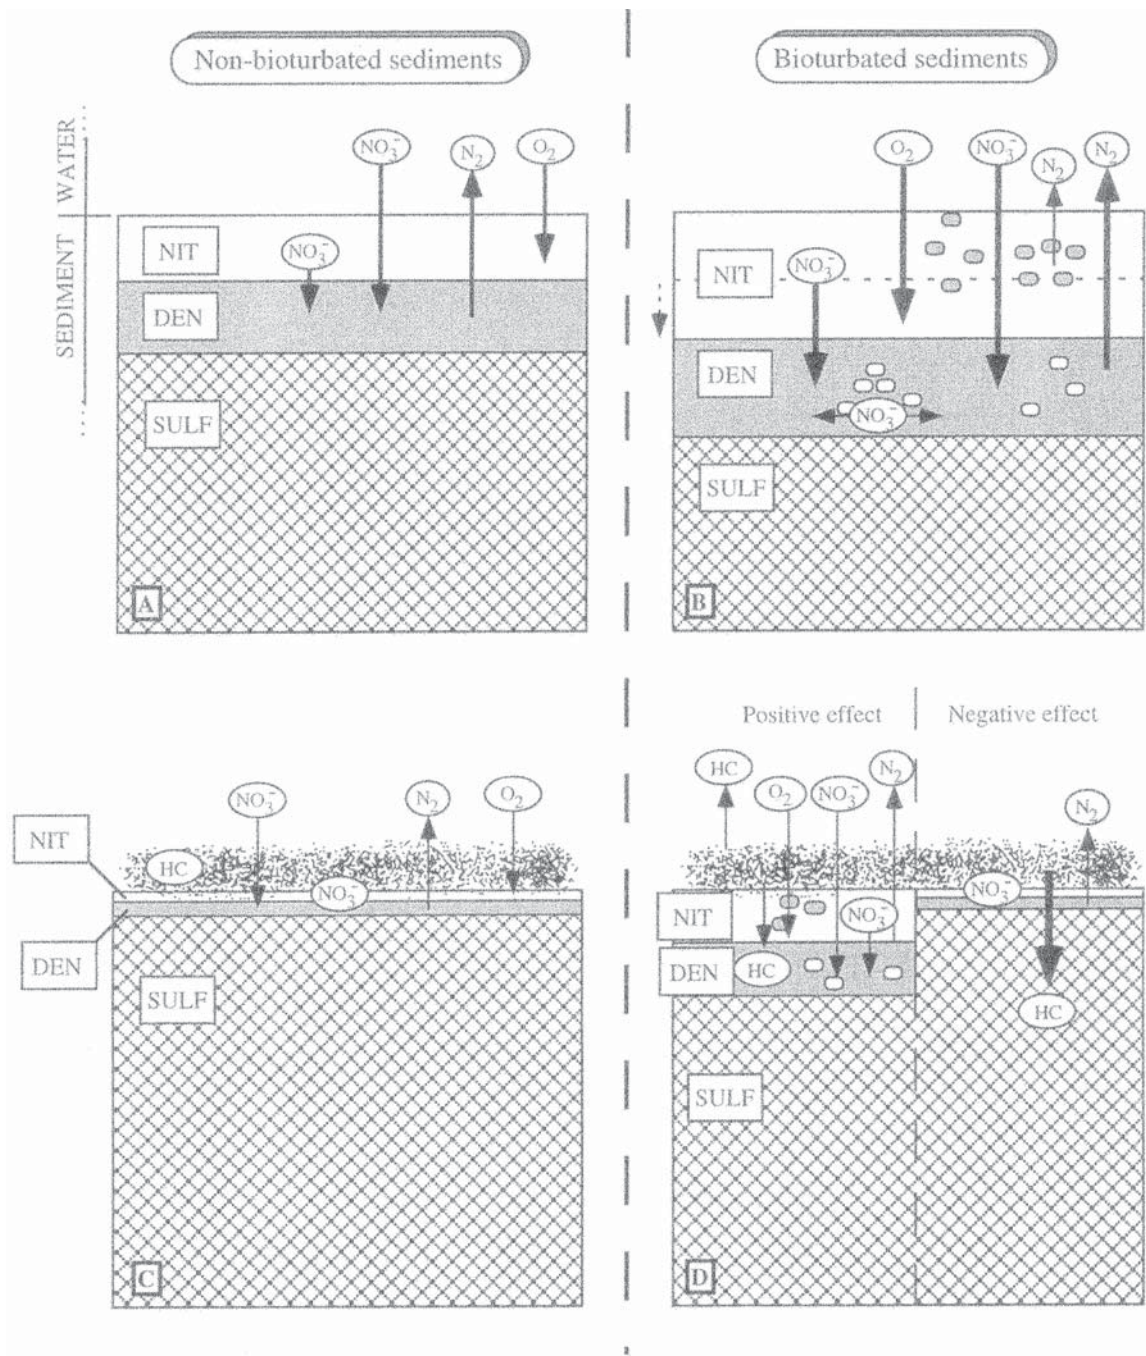 Non-bioturbated sediments
Bioturbated sediments
WATER
SEDIMENT
NO₃⁻
N₂
O₂
NIT
NO₃⁻
DEN
SULF
A
O₂
NO₃⁻
N₂
N₂
NIT
NO₃⁻
DEN
NO₃⁻
SULF
B
NO₃⁻
N₂
O₂
NIT
HC
NO₃⁻
DEN
SULF
C
Positive effect
Negative effect
HC
O₂
NO₃⁻
N₂
N₂
NIT
NO₃⁻
NO₃⁻
DEN
HC
HC
SULF
D